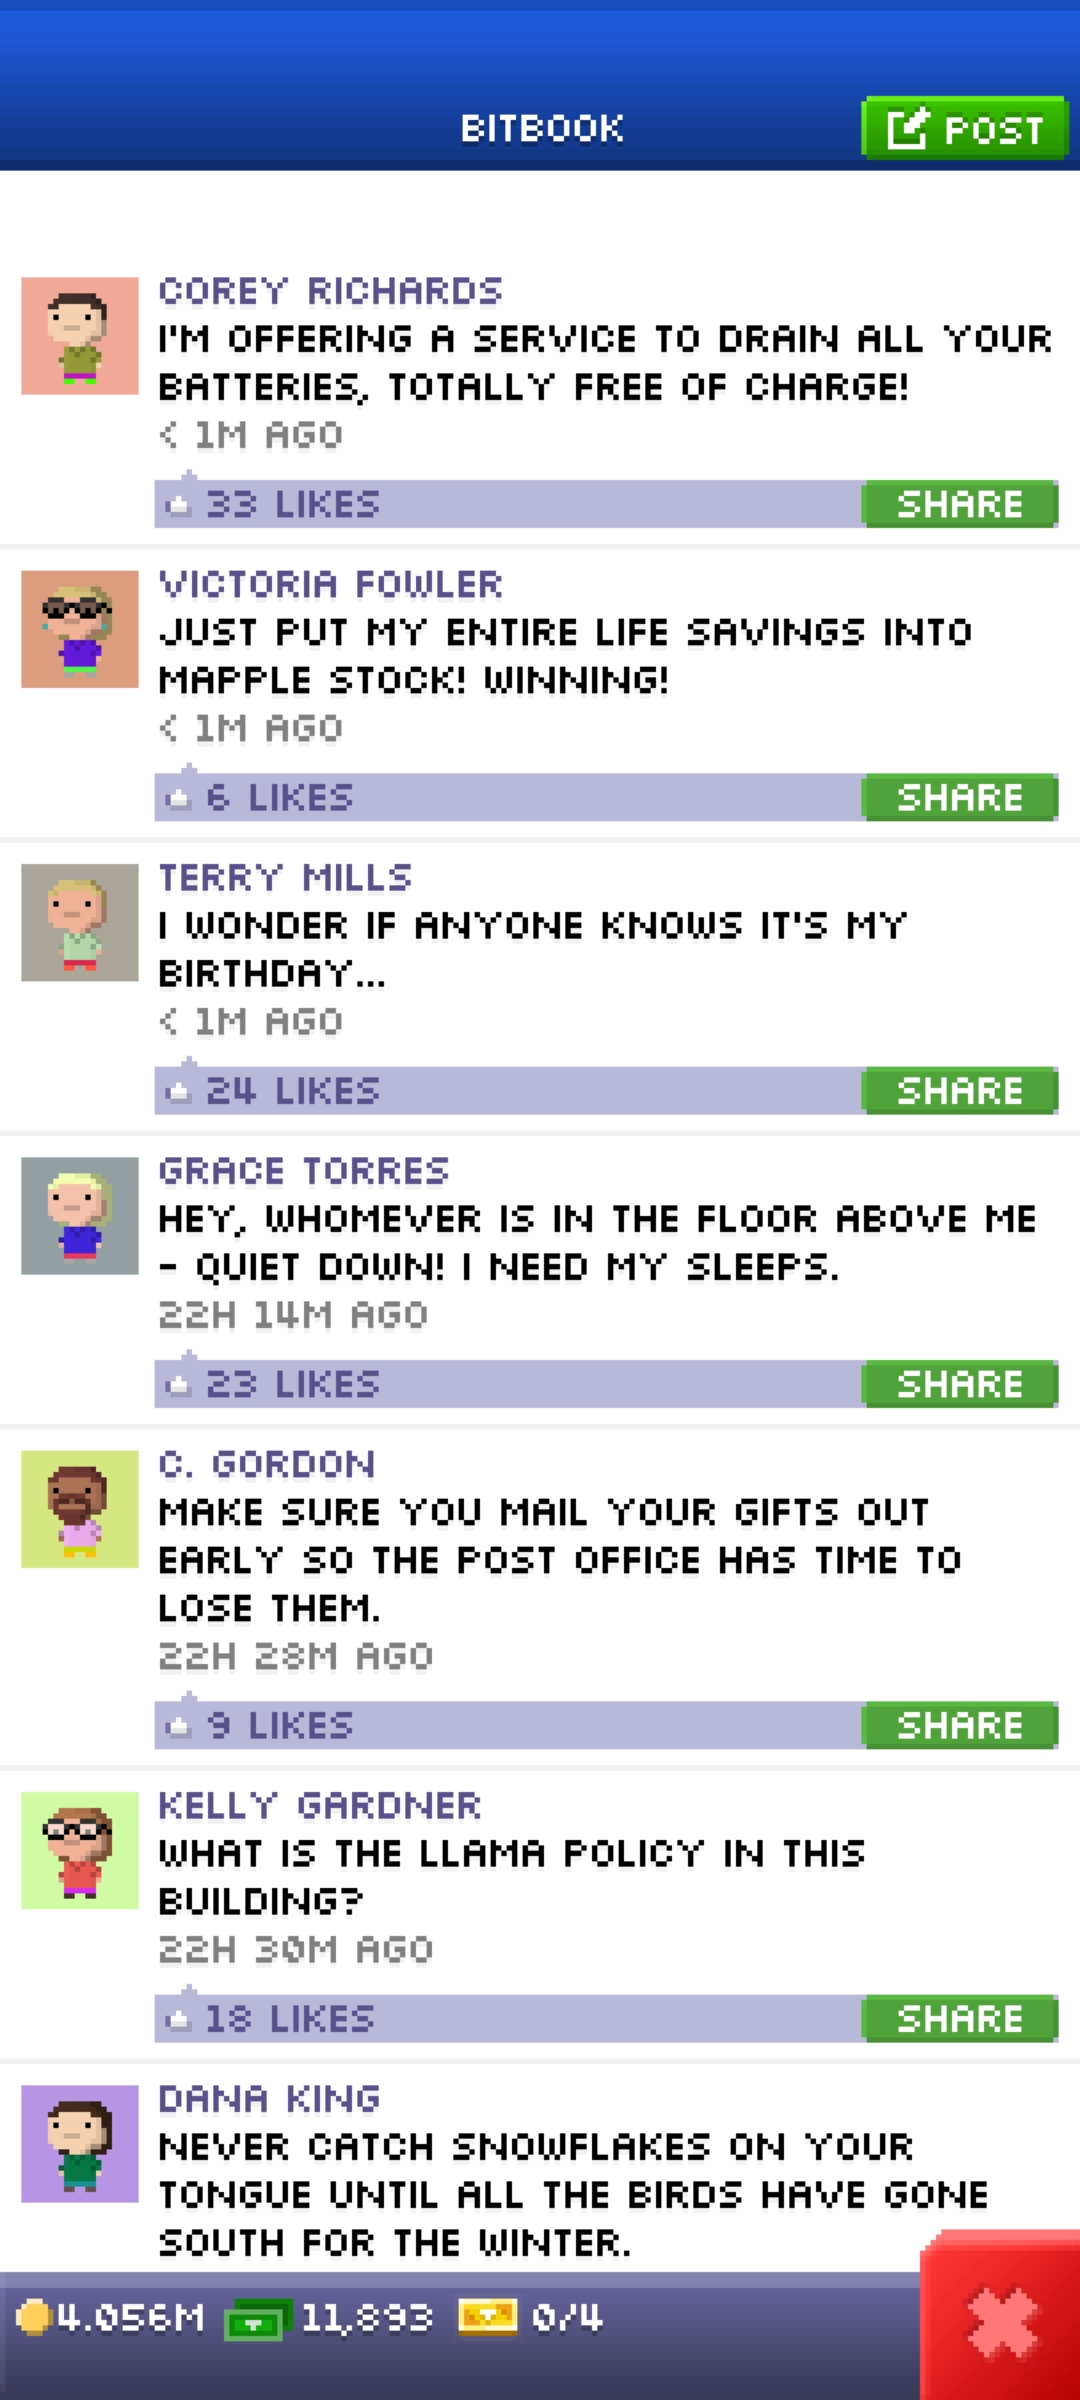 BITBOOK
POST
COREY RICHARDS
I'M OFFERING A SERVICE TO DRAIN ALL YOUR
BATTERIES, TOTALLY FREE OF CHARGE!
< 1M AGO
33 LIKES
SHARE
VICTORIA FOWLER
JUST PUT MY ENTIRE LIFE SAVINGS INTO
MAPPLE STOCK! WINNING!
< 1M AGO
6 LIKES
SHARE
TERRY MILLS
I WONDER IF ANYONE KNOWS IT'S MY
BIRTHDAY...
< 1M AGO
24 LIKES
SHARE
GRACE TORRES
HEY, WHOMEVER IS IN THE FLOOR ABOVE ME
- QUIET DOWN! I NEED MY SLEEPS.
22H 14M AGO
23 LIKES
SHARE
C. GORDON
MAKE SURE YOU MAIL YOUR GIFTS OUT
EARLY SO THE POST OFFICE HAS TIME TO
LOSE THEM.
22H 28M AGO
9 LIKES
SHARE
KELLY GARDNER
WHAT IS THE LLAMA POLICY IN THIS
BUILDING?
22H 30M AGO
18 LIKES
SHARE
DANA KING
NEVER CATCH SNOWFLAKES ON YOUR
TONGUE UNTIL ALL THE BIRDS HAVE GONE
SOUTH FOR THE WINTER.
4.056M 11,893 0/4